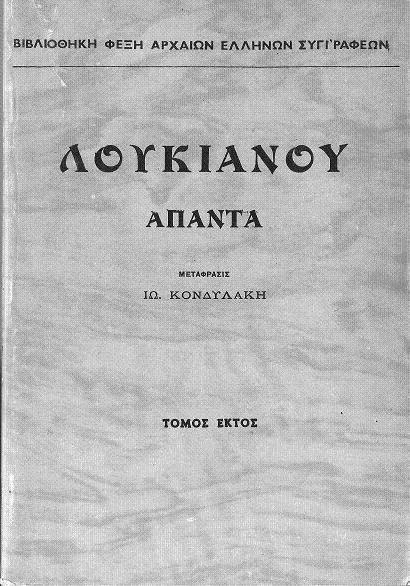 ΒΙΒΛΙΟΘΗΚΗ ΦΕΞΗ ΑΡΧΑΙΩΝ ΕΛΛΗΝΩΝ ΣΥΓΓΡΑΦΕΩΝ
ΛΟΥΚΙΑΝΟΥ
ΑΠΑΝΤΑ
ΜΕΤΑΦΡΑΣΙΣ
ΙΩ. ΚΟΝΔΥΛΑΚΗ
ΤΟΜΟΣ ΕΚΤΟΣ